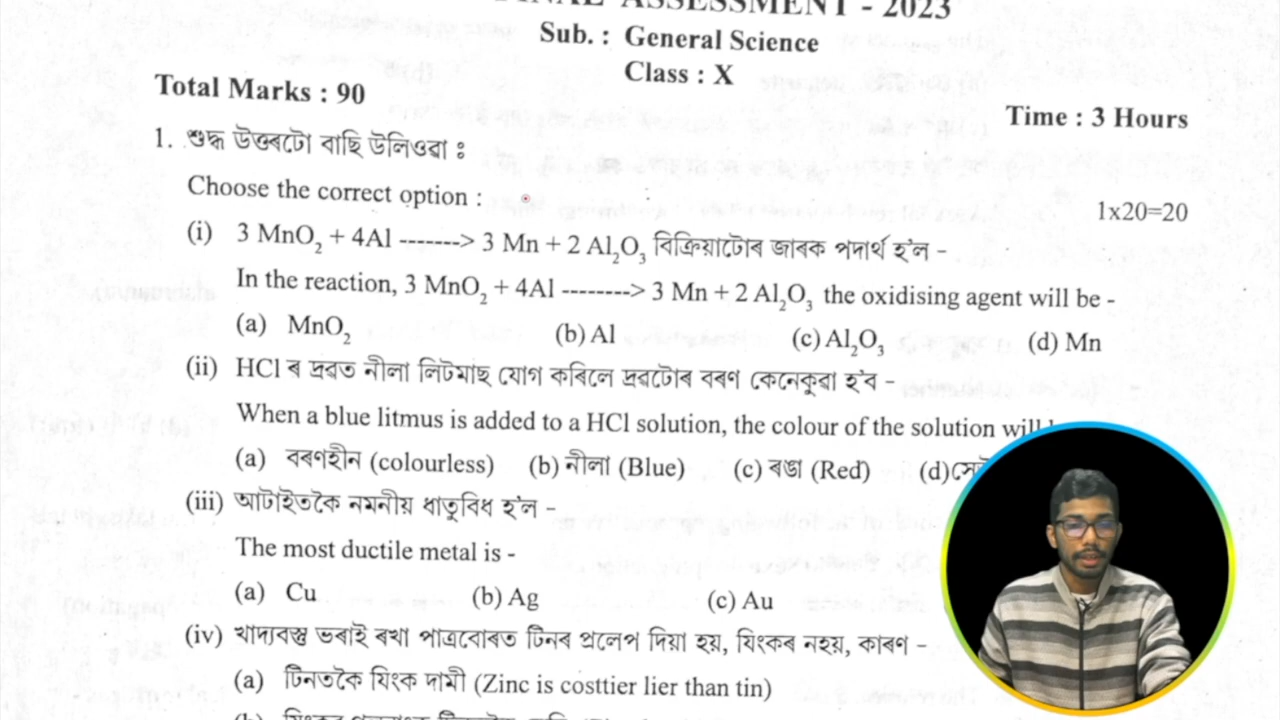 ASSESSMENT - 2023
Sub. : General Science
Class : X
Total Marks : 90
Time : 3 Hours
1. শুদ্ধ উত্তৰটো বাছি উলিওৱা ঃ
Choose the correct option :
1x20=20
(i) 3 MnO₂ + 4Al -------> 3 Mn + 2 Al₂O₃ বিক্ৰিয়াটোৰ জাৰক পদাৰ্থ হ'ল -
In the reaction, 3 MnO₂ + 4Al --------> 3 Mn + 2 Al₂O₃ the oxidising agent will be -
(a) MnO₂ (b) Al (c) Al₂O₃ (d) Mn
(ii) HCl ৰ দ্ৰৱত নীলা লিটমাছ যোগ কৰিলে দ্ৰৱটোৰ বৰণ কেনেকুৱা হ'ব -
When a blue litmus is added to a HCl solution, the colour of the solution will
(a) বৰণহীন (colourless) (b) নীলা (Blue) (c) ৰঙা (Red) (d)
(iii) আটাইতকৈ নমনীয় ধাতুবিধ হ'ল -
The most ductile metal is -
(a) Cu (b) Ag (c) Au
(iv) খাদ্যবস্তু ভৰাই ৰখা পাত্ৰবোৰত টিনৰ প্ৰলেপ দিয়া হয়, যিংকৰ নহয়, কাৰণ -
(a) টিনতকৈ যিংক দামী (Zinc is costtier lier than tin)